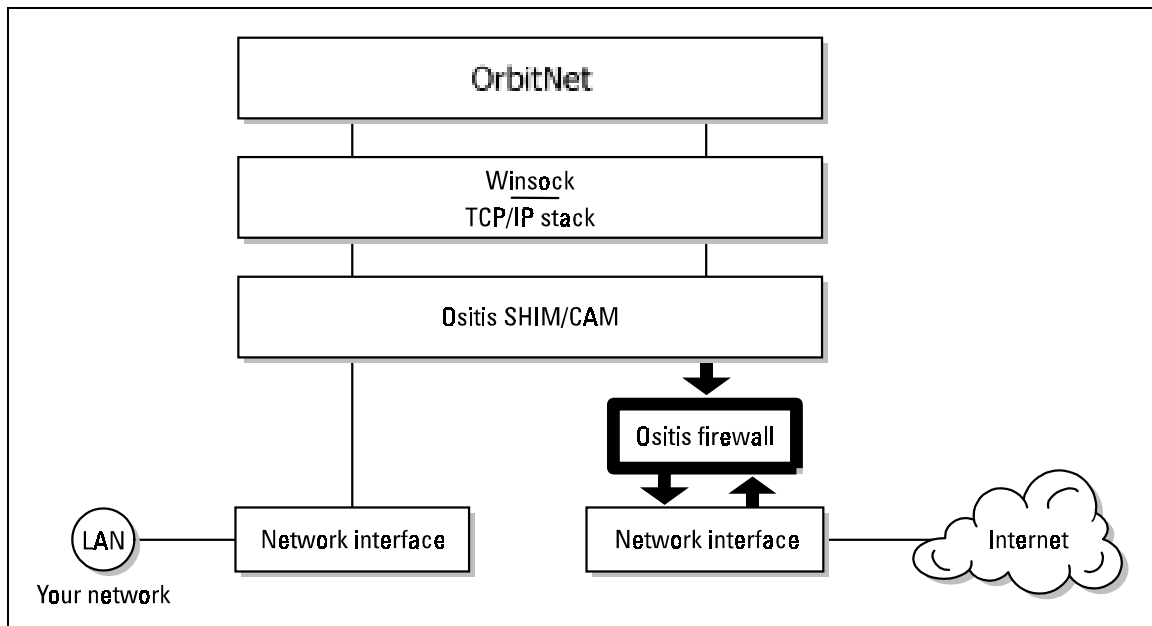 OrbitNet
Winsock
TCP/IP stack
Ositis SHIM/CAM
Ositis firewall
LAN
Network interface
Network interface
Internet
Your network